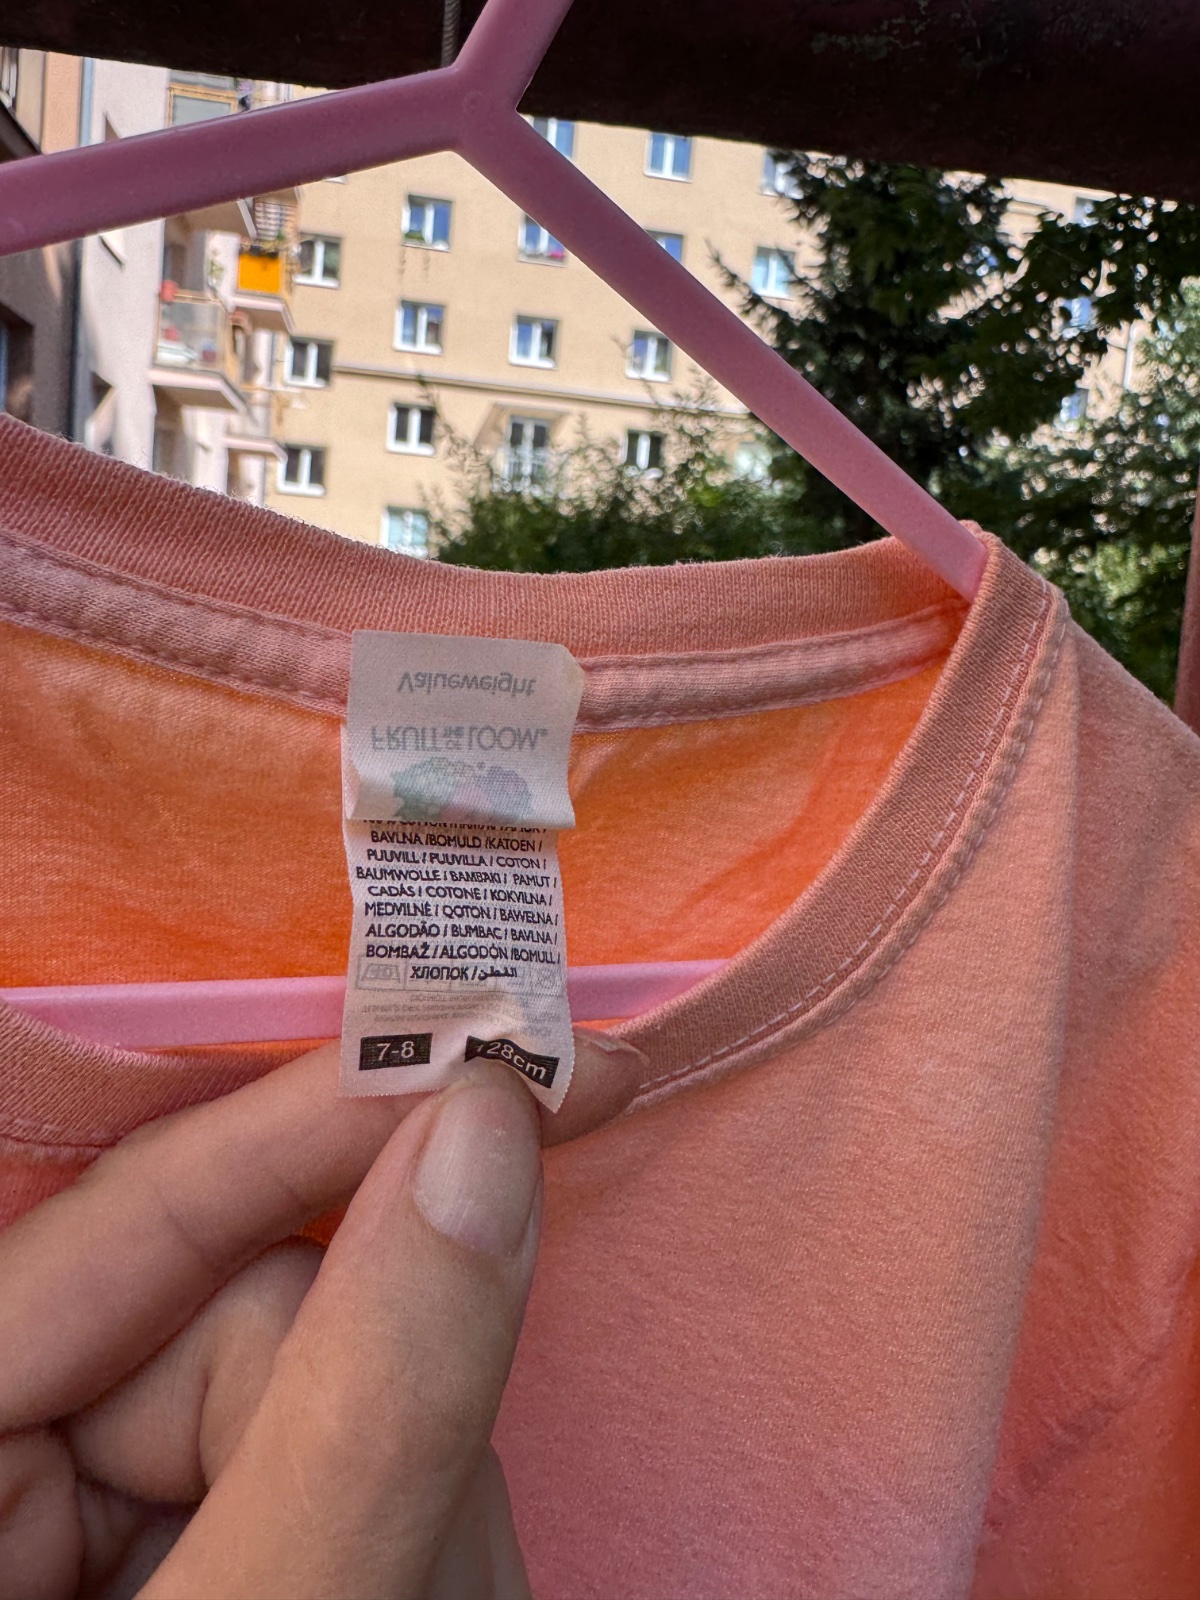 Valueweight
FRUIT OF THE LOOM®
BAVLNA /BOMULD /KATOEN /
PUUVILL / PUUVILLA / COTON /
BAUMWOLLE / BAMBAKI / PAMUT /
CADÁS / COTONE / KOKVILNA /
MEDVILNĖ / QOTON / BAWEŁNA /
ALGODÃO / BUMBAC / BAVLNA /
BOMBAŽ / ALGODÓN /BOMULL /
ХЛОПОК / القطن
7-8 128cm